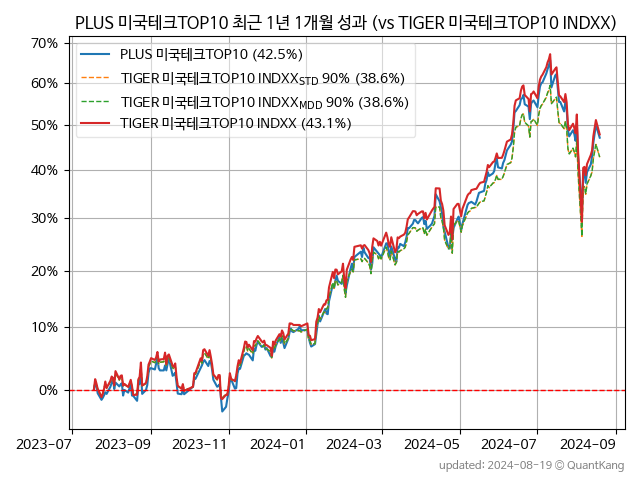 PLUS 미국테크TOP10 최근 1년 1개월 성과 (vs TIGER 미국테크TOP10 INDXX)
70%
60%
50%
40%
30%
20%
10%
0%
PLUS 미국테크TOP10 (42.5%)
TIGER 미국테크TOP10 INDXX_STD 90% (38.6%)
TIGER 미국테크TOP10 INDXX_MDD 90% (38.6%)
TIGER 미국테크TOP10 INDXX (43.1%)
2023-07 2023-09 2023-11 2024-01 2024-03 2024-05 2024-07 2024-09
updated: 2024-08-19 © QuantKang